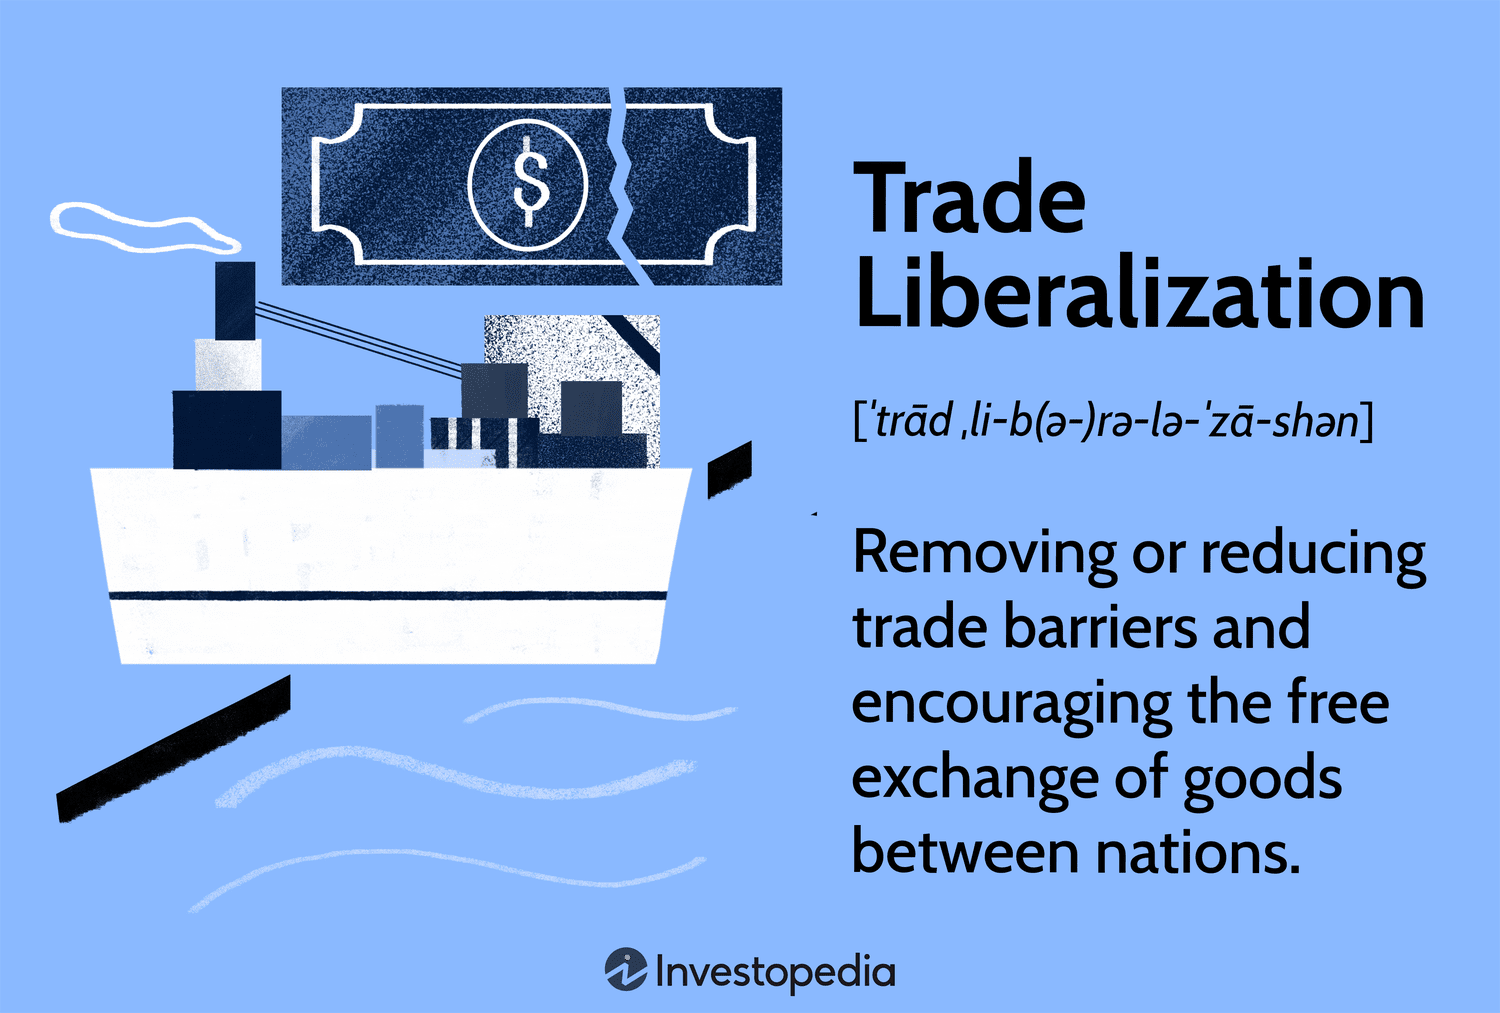 $
Trade
Liberalization
[ˈtrād ˌli-b(ə-)rə-lə-ˈzā-shən]
Removing or reducing
trade barriers and
encouraging the free
exchange of goods
between nations.
Investopedia